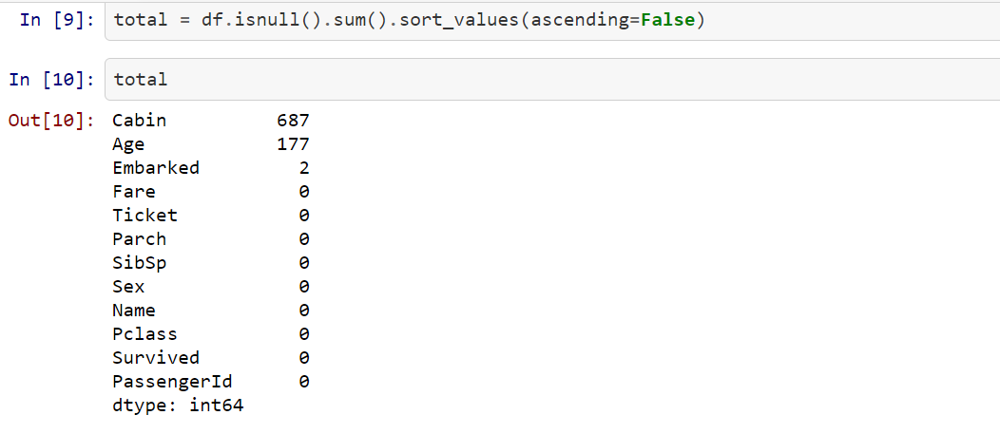 In [9]: total = df.isnull().sum().sort_values(ascending=False)
In [10]: total
Out[10]: Cabin 687
Age 177
Embarked 2
Fare 0
Ticket 0
Parch 0
SibSp 0
Sex 0
Name 0
Pclass 0
Survived 0
PassengerId 0
dtype: int64